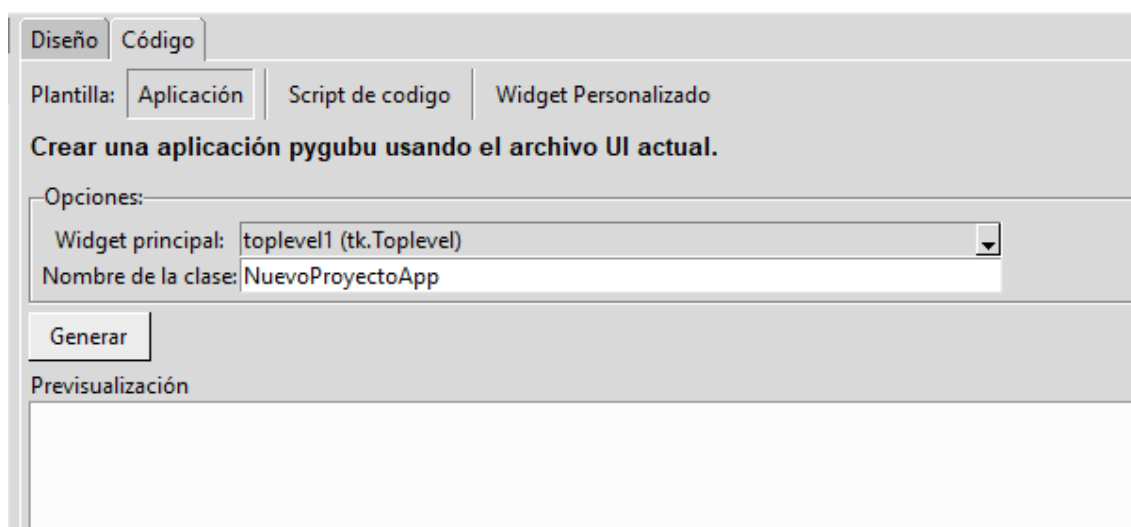 Diseño Código
Plantilla: Aplicación Script de codigo Widget Personalizado
Crear una aplicación pygubu usando el archivo UI actual.
Opciones:
Widget principal: toplevel1 (tk.Toplevel)
Nombre de la clase: NuevoProyectoApp
Generar
Previsualización